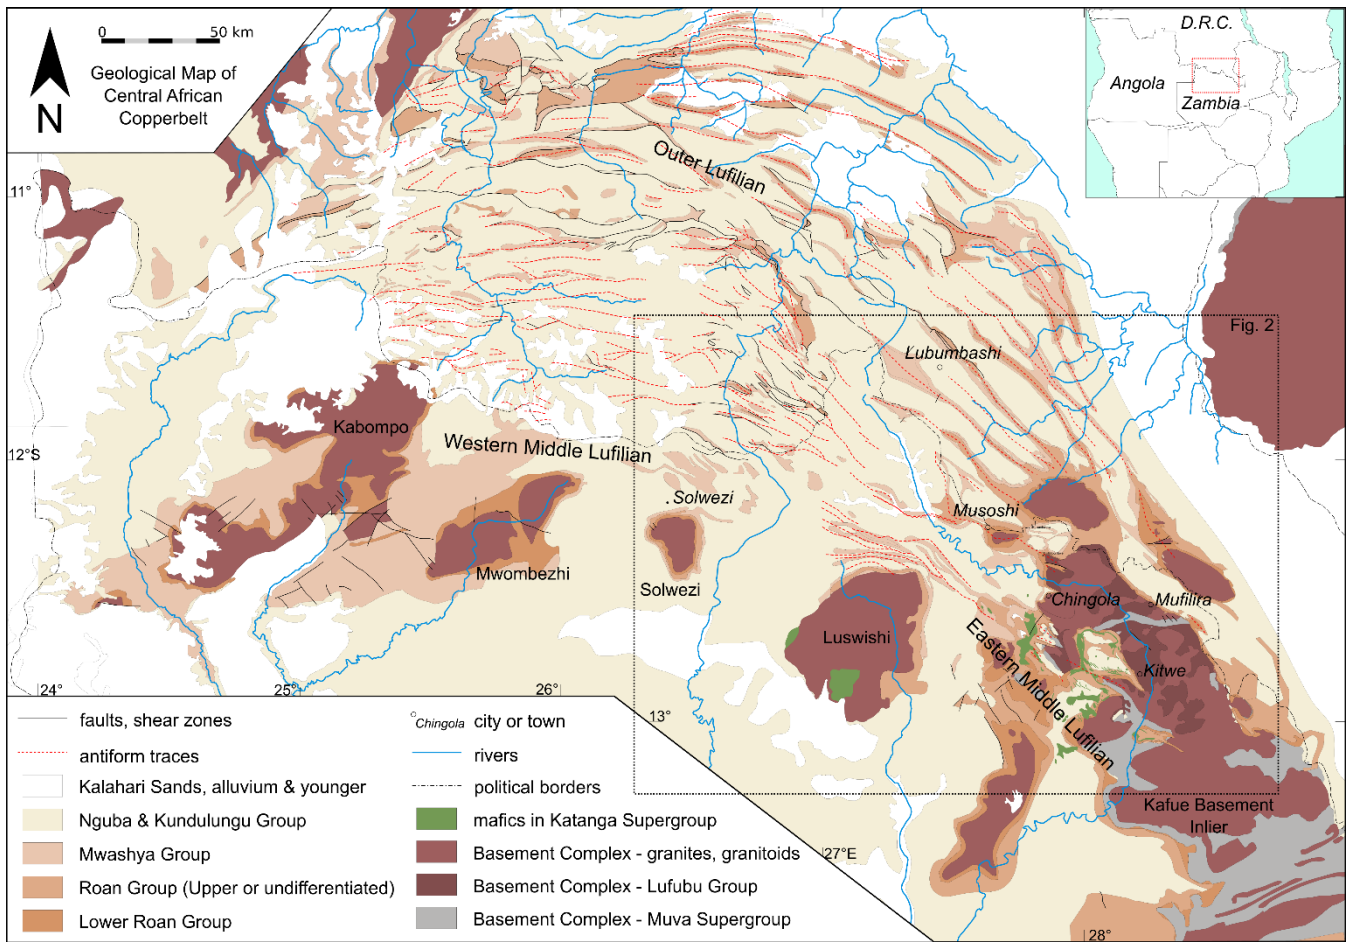 0 50 km
Geological Map of
Central African
Copperbelt
N
D.R.C.
Angola
Zambia
11°
Outer Lufilian
Fig. 2
Lubumbashi
Kabompo
12°S
Western Middle Lufilian
Solwezi
Musoshi
Mwombezhi
Solwezi
Chingola
Mufilira
Luswishi
Eastern Middle Lufilian
Kitwe
24°
25°
26°
13°
Kafue Basement
Inlier
27°E
28°
faults, shear zones
antiform traces
Kalahari Sands, alluvium & younger
Nguba & Kundulungu Group
Mwashya Group
Roan Group (Upper or undifferentiated)
Lower Roan Group
Chingola city or town
rivers
political borders
mafics in Katanga Supergroup
Basement Complex - granites, granitoids
Basement Complex - Lufubu Group
Basement Complex - Muva Supergroup